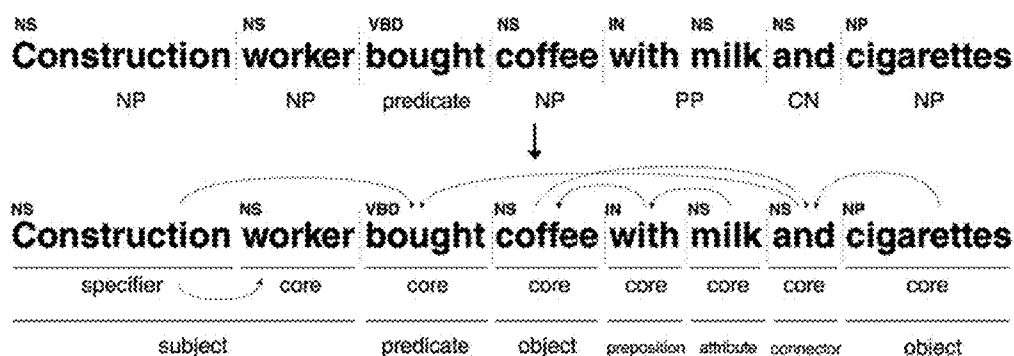 NS NS VBD NS IN NS NS NP
Construction worker bought coffee with milk and cigarettes
NP NP predicate NP PP CN NP
NS NS VBD NS IN NS NS NP
Construction worker bought coffee with milk and cigarettes
specifier core core core core core core core
subject predicate object preposition attribute connector object